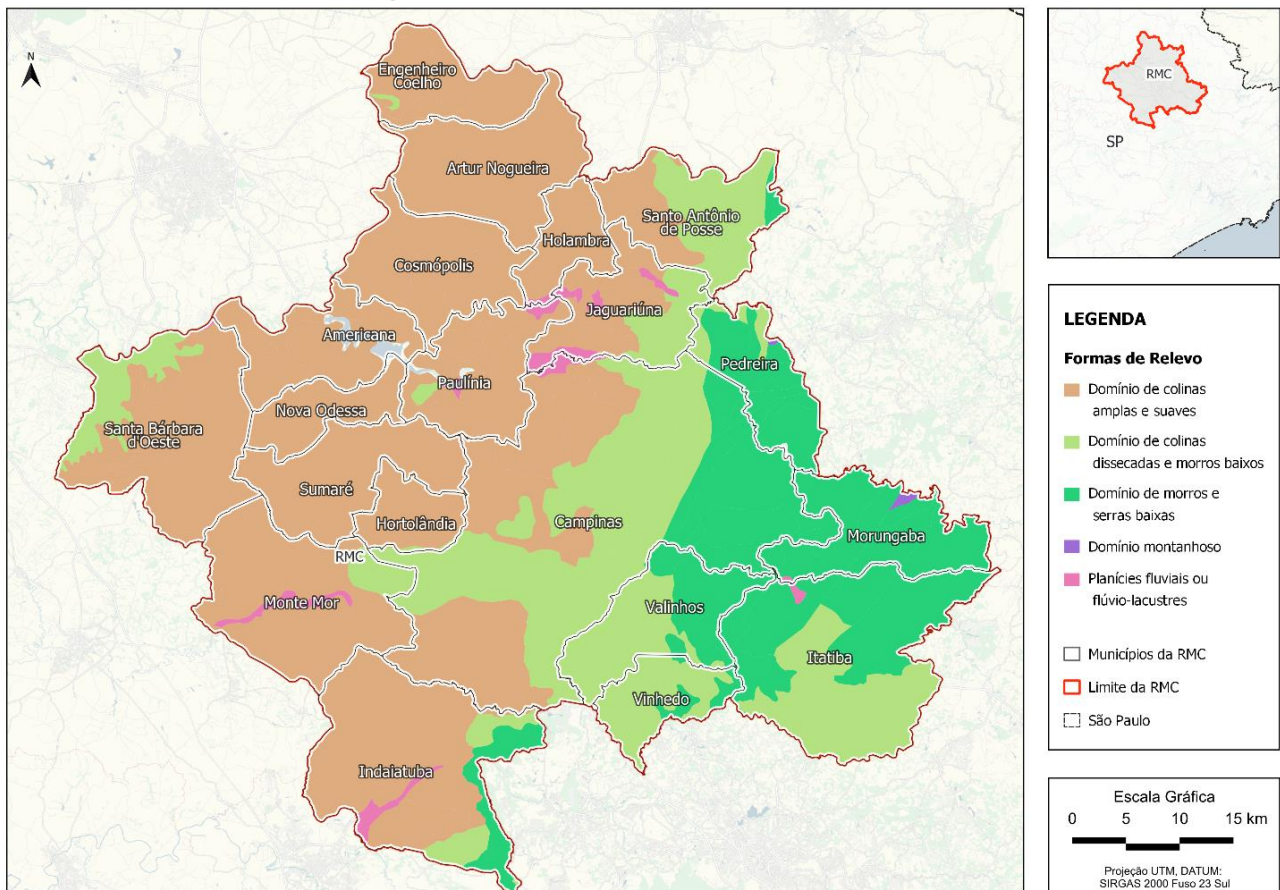 N
Engenheiro
Coelho
Artur Nogueira
Santo Antônio
de Posse
Holambra
Cosmópolis
Jaguariúna
Americana
Pedreira
Paulínia
Nova Odessa
Santa Bárbara
d'Oeste
Sumaré
Hortolândia
Campinas
Morungaba
RMC
Monte Mor
Valinhos
Itatiba
Vinhedo
Indaiatuba
RMC
SP
LEGENDA
Formas de Relevo
Domínio de colinas
amplas e suaves
Domínio de colinas
dissecadas e morros baixos
Domínio de morros e
serras baixas
Domínio montanhoso
Planícies fluviais ou
flúvio-lacustres
Municípios da RMC
Limite da RMC
São Paulo
Escala Gráfica
0 5 10 15 km
Projeção UTM, DATUM:
SIRGAS 2000 Fuso 23 Sul